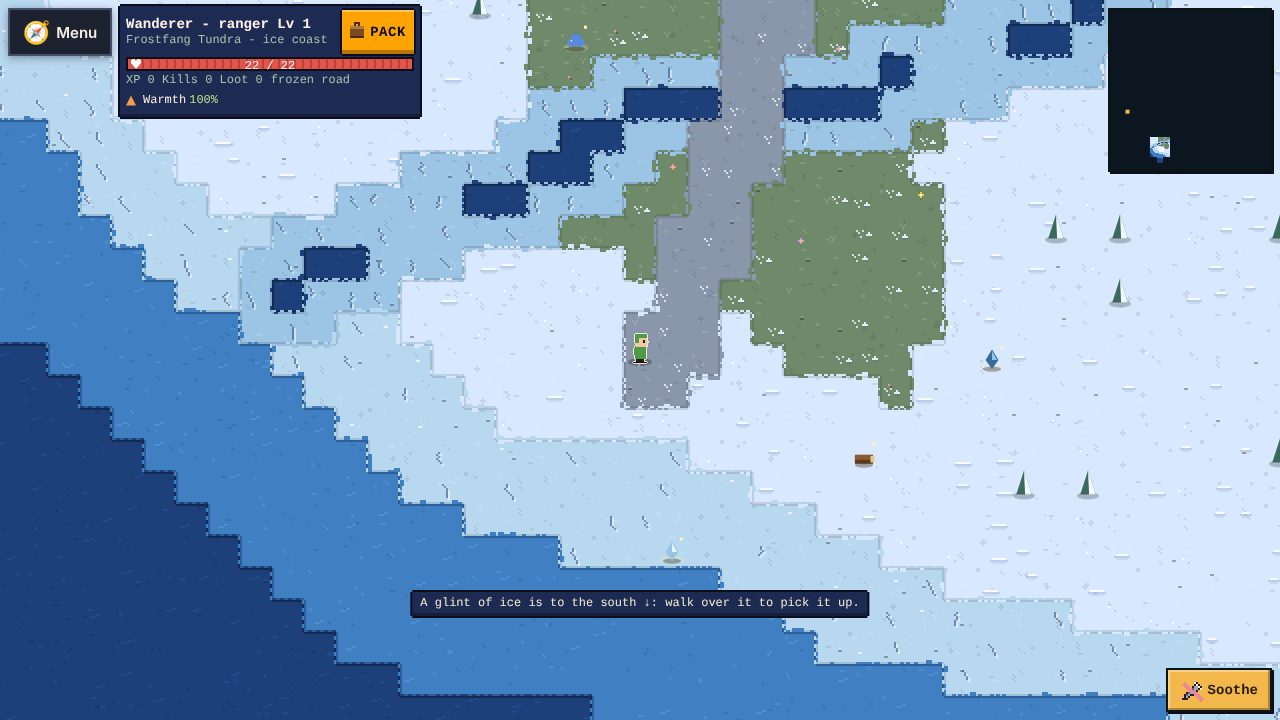 Menu
Wanderer - ranger Lv 1
Frostfang Tundra - ice coast
PACK
22 / 22
XP 0 Kills 0 Loot 0 frozen road
Warmth 100%
A glint of ice is to the south ↓: walk over it to pick it up.
Soothe